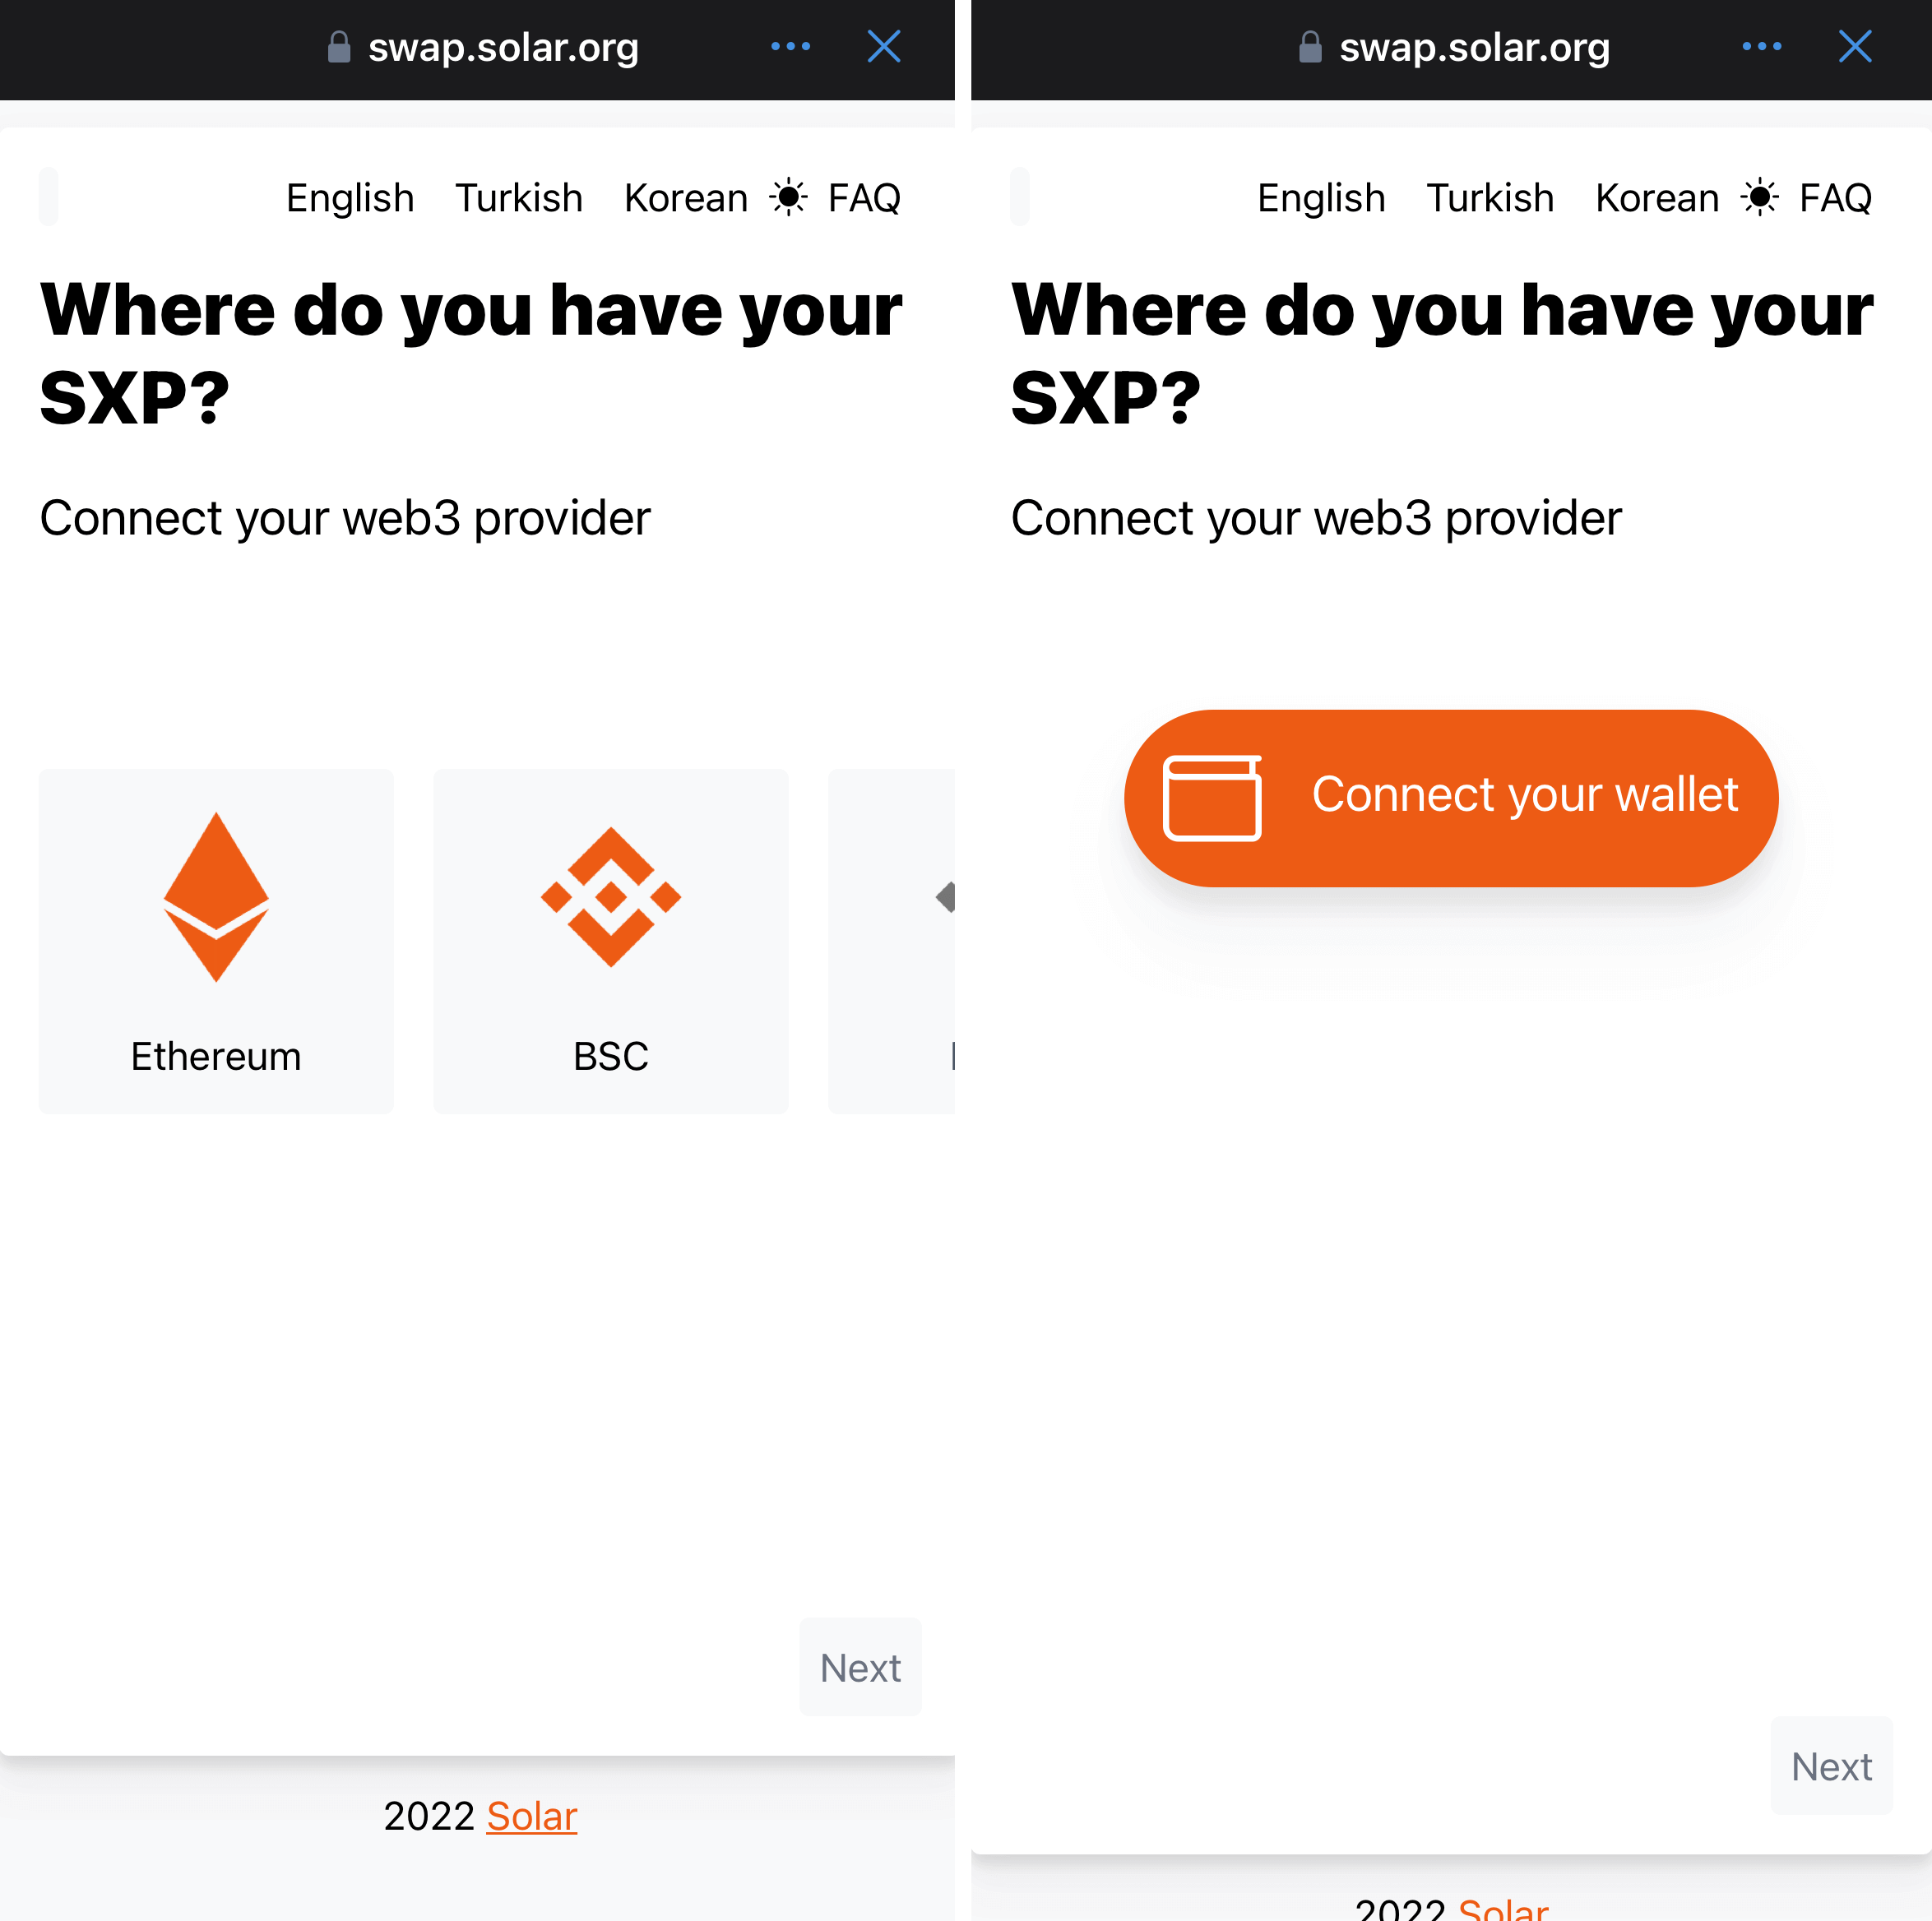 swap.solar.org
English Turkish Korean FAQ
Where do you have your
SXP?
Connect your web3 provider
Ethereum
BSC
Next
2022 Solar
swap.solar.org
English Turkish Korean FAQ
Where do you have your
SXP?
Connect your web3 provider
Connect your wallet
Next
2022 Solar